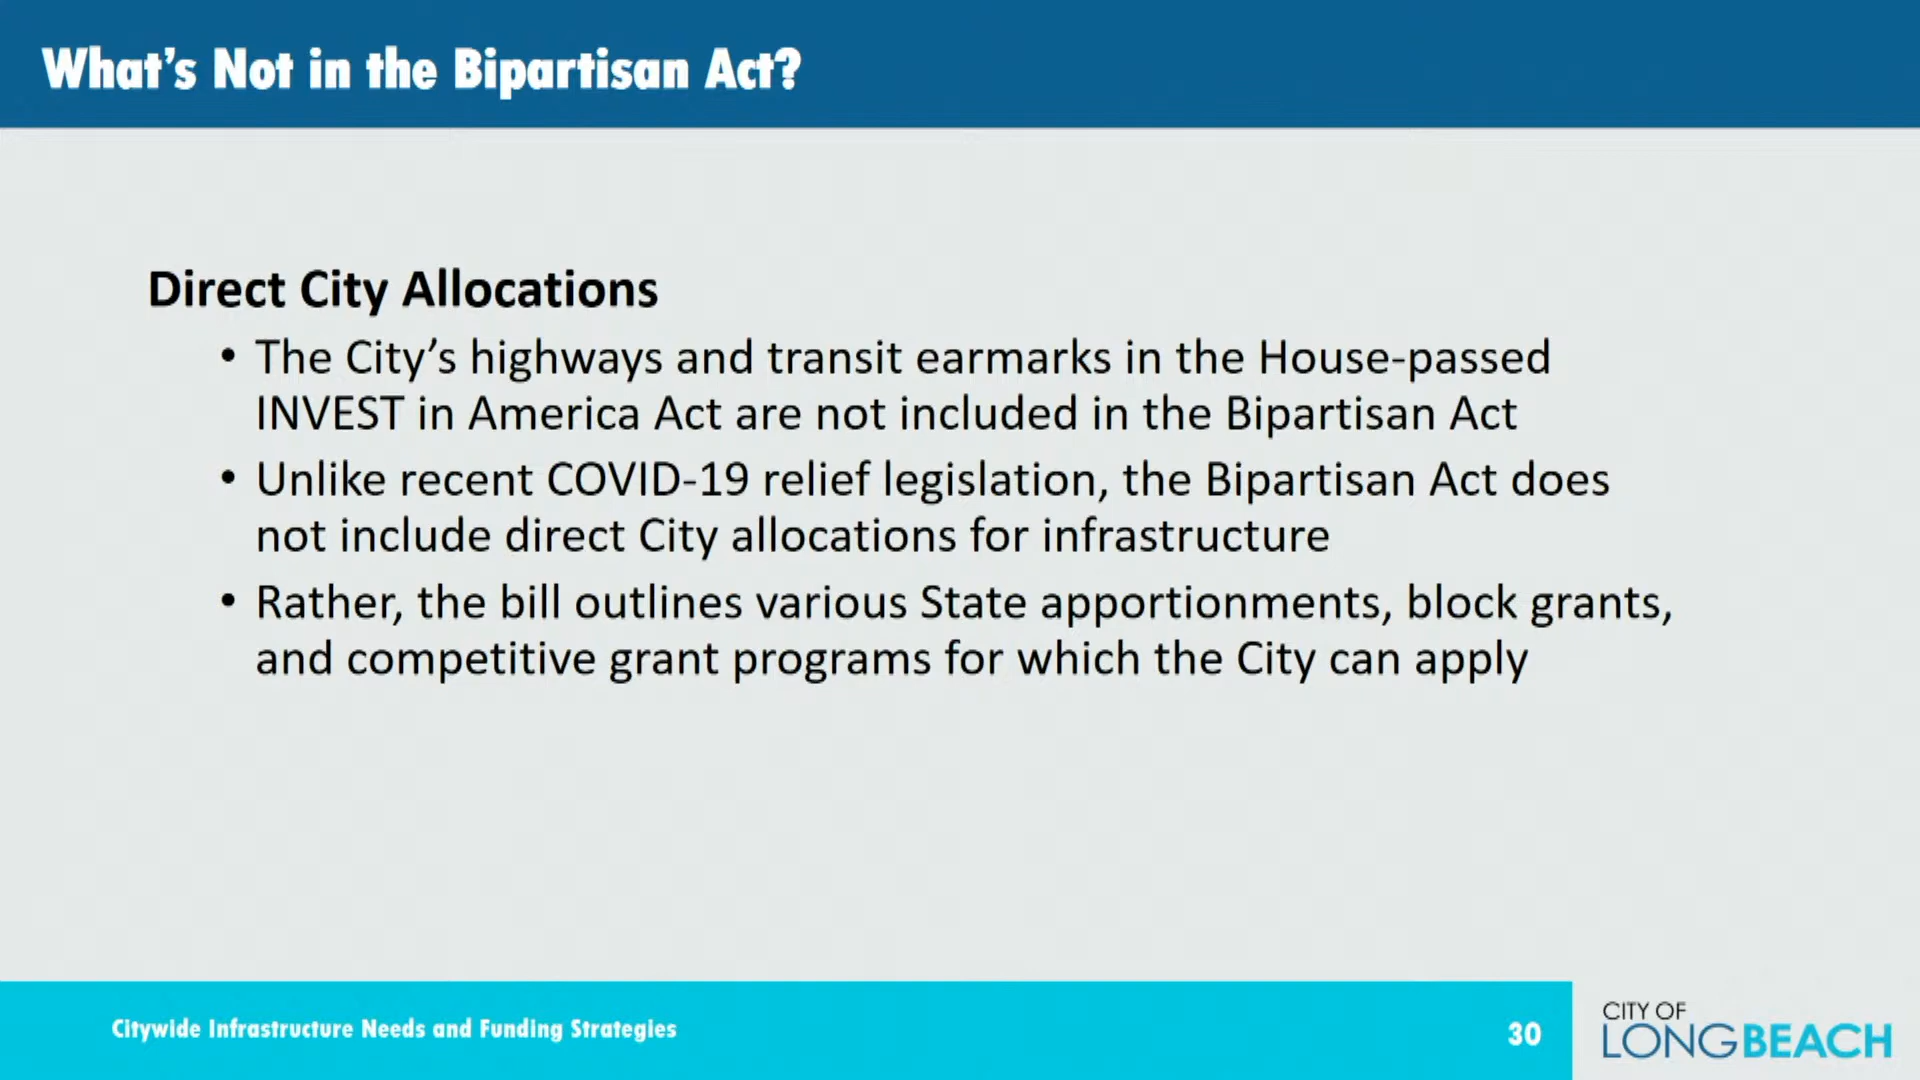 What's Not in the Bipartisan Act?
Direct City Allocations
• The City's highways and transit earmarks in the House-passed
INVEST in America Act are not included in the Bipartisan Act
• Unlike recent COVID-19 relief legislation, the Bipartisan Act does
not include direct City allocations for infrastructure
• Rather, the bill outlines various State apportionments, block grants,
and competitive grant programs for which the City can apply
Citywide Infrastructure Needs and Funding Strategies
30
CITY OF
LONGBEACH